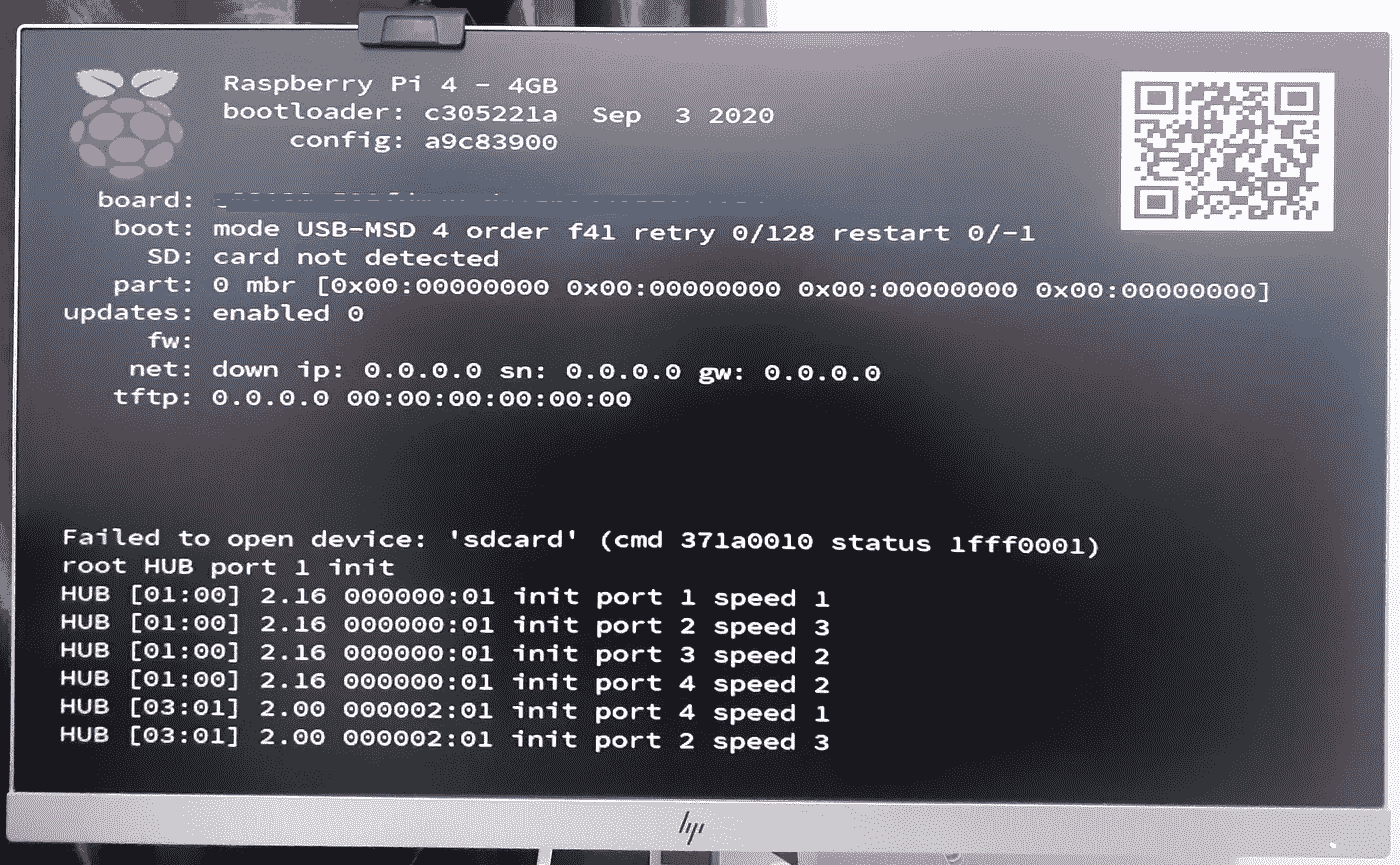 Raspberry Pi 4 - 4GB
bootloader: c305221a Sep 3 2020
config: a9c83900
board:
boot: mode USB-MSD 4 order f41 retry 0/128 restart 0/-1
SD: card not detected
part: 0 mbr [0x00:00000000 0x00:00000000 0x00:00000000 0x00:00000000]
updates: enabled 0
fw:
net: down ip: 0.0.0.0 sn: 0.0.0.0 gw: 0.0.0.0
tftp: 0.0.0.0 00:00:00:00:00:00
Failed to open device: 'sdcard' (cmd 371a0010 status 1fff0001)
root HUB port 1 init
HUB [01:00] 2.16 000000:01 init port 1 speed 1
HUB [01:00] 2.16 000000:01 init port 2 speed 3
HUB [01:00] 2.16 000000:01 init port 3 speed 2
HUB [01:00] 2.16 000000:01 init port 4 speed 2
HUB [03:01] 2.00 000002:01 init port 4 speed 1
HUB [03:01] 2.00 000002:01 init port 2 speed 3
hp